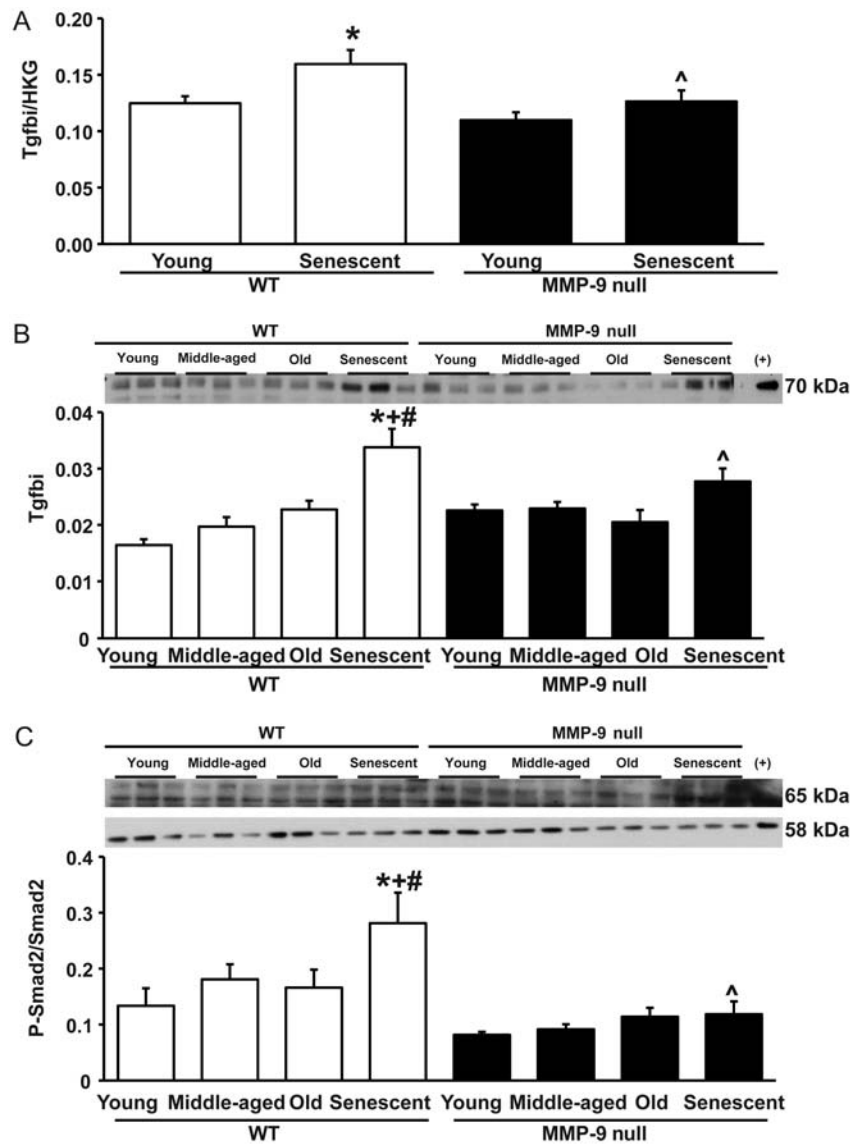 A
0.20
0.15
0.10
0.05
0.00
Tgfbi/HKG
*
^
Young Senescent Young Senescent
WT MMP-9 null
B
WT MMP-9 null
Young Middle-aged Old Senescent Young Middle-aged Old Senescent (+)
70 kDa
0.04
0.03
0.02
0.01
0
Tgfbi
*+#
^
Young Middle-aged Old Senescent Young Middle-aged Old Senescent
WT MMP-9 null
C
WT MMP-9 null
Young Middle-aged Old Senescent Young Middle-aged Old Senescent (+)
65 kDa
58 kDa
0.4
0.3
0.2
0.1
0
P-Smad2/Smad2
*+#
^
Young Middle-aged Old Senescent Young Middle-aged Old Senescent
WT MMP-9 null